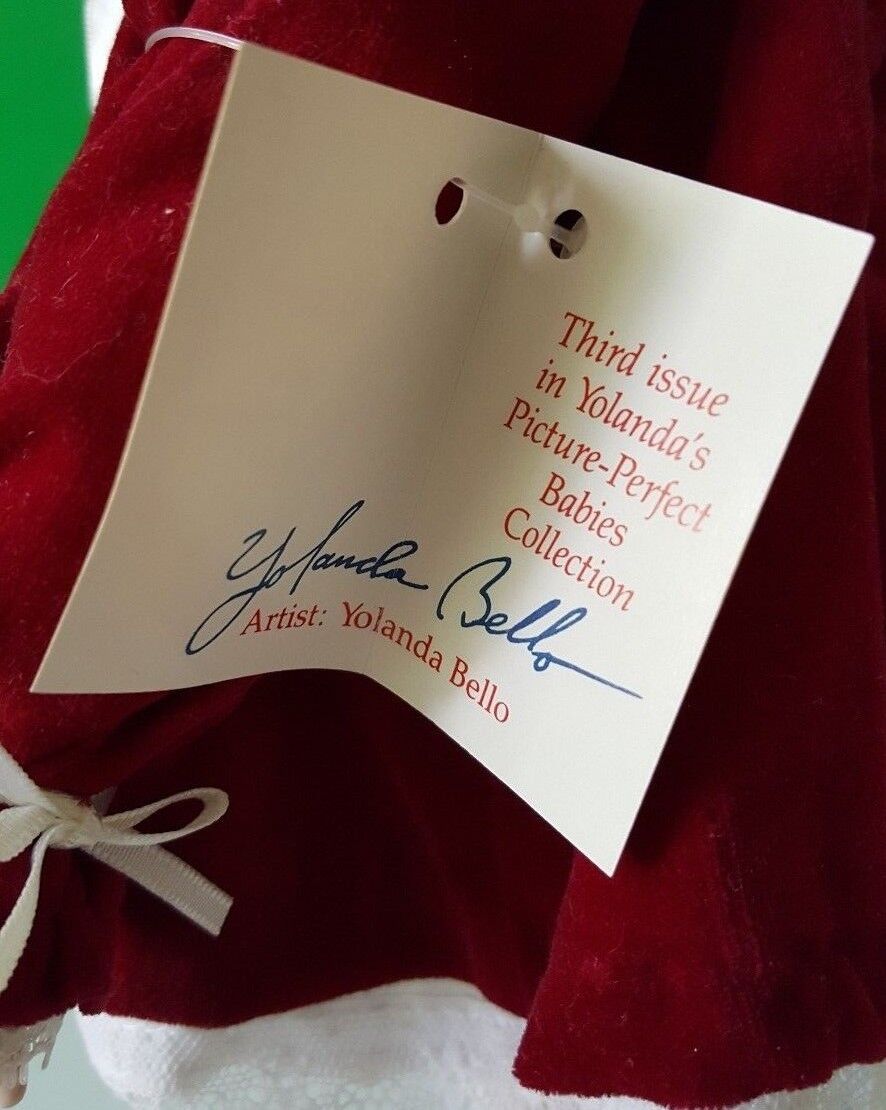 Third issue
in Yolanda's
Picture-Perfect
Babies
Collection
Yolanda Bello
Artist: Yolanda Bello